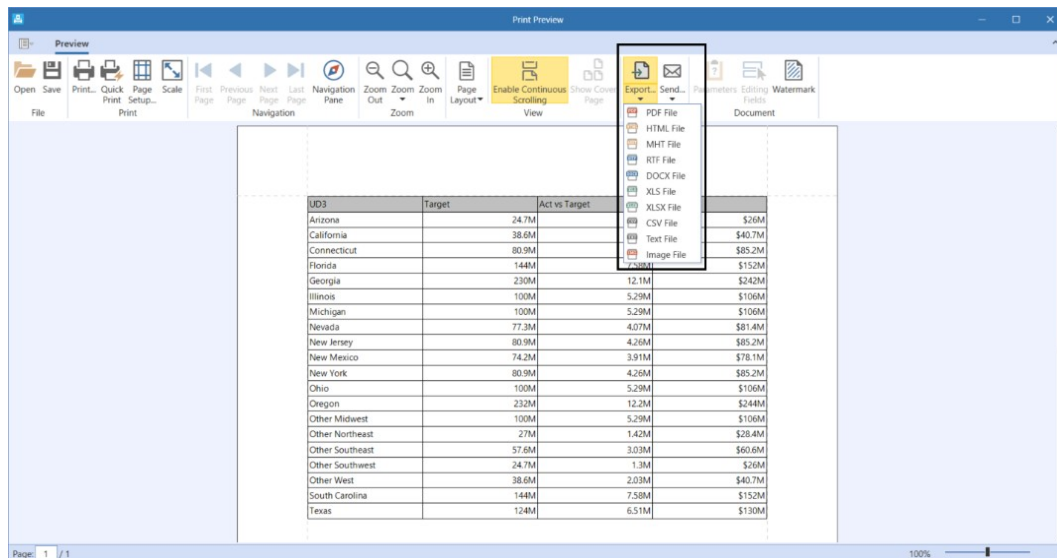 Print Preview
Preview
Open Save Print... Quick Print Page Setup... Scale First Page Previous Page Next Page Last Page Navigation Pane Zoom Out Zoom Zoom In Page Layout Enable Continuous Scrolling Show Cover Page Export... Send... Parameters Editing Fields Watermark
File Print Navigation Zoom View Document
PDF File
HTML File
MHT File
RTF File
DOCX File
XLS File
XLSX File
CSV File
Text File
Image File
UD3 Target Act vs Target
Arizona 24.7M $26M
California 38.6M $40.7M
Connecticut 80.9M $85.2M
Florida 144M 7.58M $152M
Georgia 230M 12.1M $242M
Illinois 100M 5.29M $106M
Michigan 100M 5.29M $106M
Nevada 77.3M 4.07M $81.4M
New Jersey 80.9M 4.26M $85.2M
New Mexico 74.2M 3.91M $78.1M
New York 80.9M 4.26M $85.2M
Ohio 100M 5.29M $106M
Oregon 232M 12.2M $244M
Other Midwest 100M 5.29M $106M
Other Northeast 27M 1.42M $28.4M
Other Southeast 57.6M 3.03M $60.6M
Other Southwest 24.7M 1.3M $26M
Other West 38.6M 2.03M $40.7M
South Carolina 144M 7.58M $152M
Texas 124M 6.51M $130M
Page: 1 / 1 100%